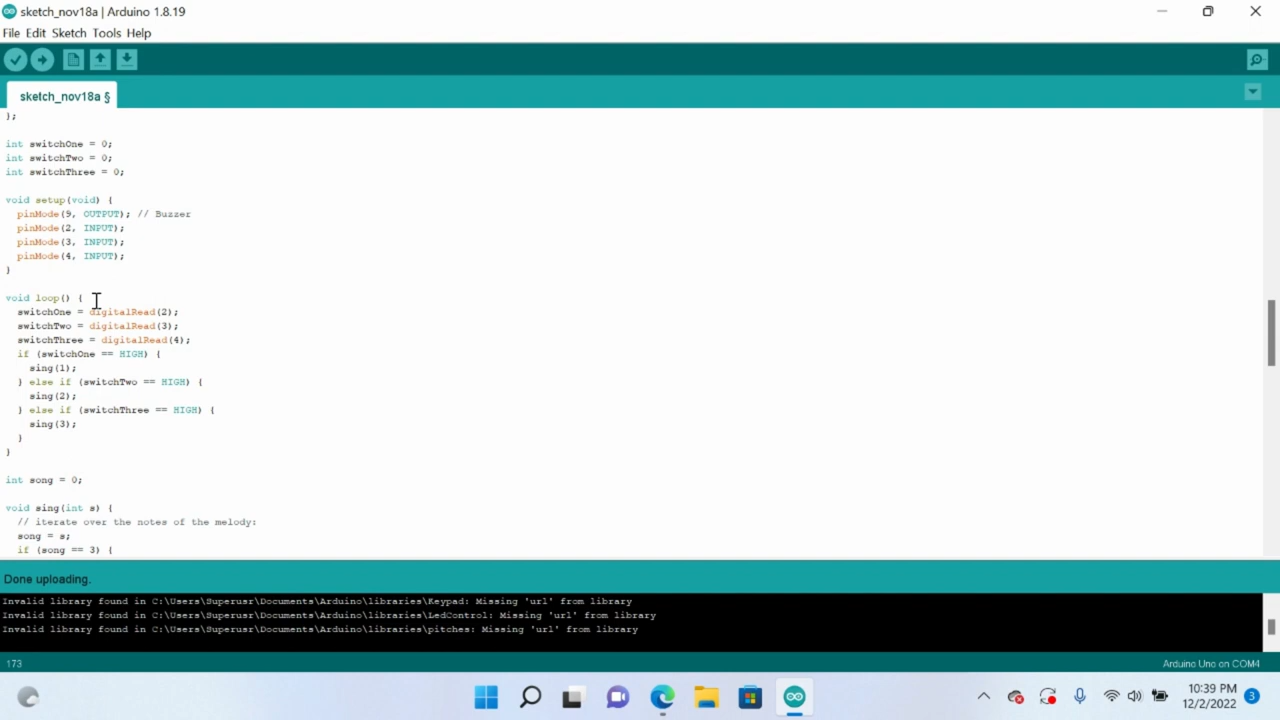 sketch_nov18a | Arduino 1.8.19
File Edit Sketch Tools Help
sketch_nov18a §
};
int switchOne = 0;
int switchTwo = 0;
int switchThree = 0;
void setup(void) {
pinMode(9, OUTPUT); // Buzzer
pinMode(2, INPUT);
pinMode(3, INPUT);
pinMode(4, INPUT);
}
void loop() {
switchOne = digitalRead(2);
switchTwo = digitalRead(3);
switchThree = digitalRead(4);
if (switchOne == HIGH) {
sing(1);
} else if (switchTwo == HIGH) {
sing(2);
} else if (switchThree == HIGH) {
sing(3);
}
}
int song = 0;
void sing(int s) {
// iterate over the notes of the melody:
song = s;
if (song == 3) {
Done uploading.
Invalid library found in C:\Users\Superusr\Documents\Arduino\libraries\Keypad: Missing 'url' from library
Invalid library found in C:\Users\Superusr\Documents\Arduino\libraries\LedControl: Missing 'url' from library
Invalid library found in C:\Users\Superusr\Documents\Arduino\libraries\pitches: Missing 'url' from library
173
Arduino Uno on COM4
10:39 PM
12/2/2022
3